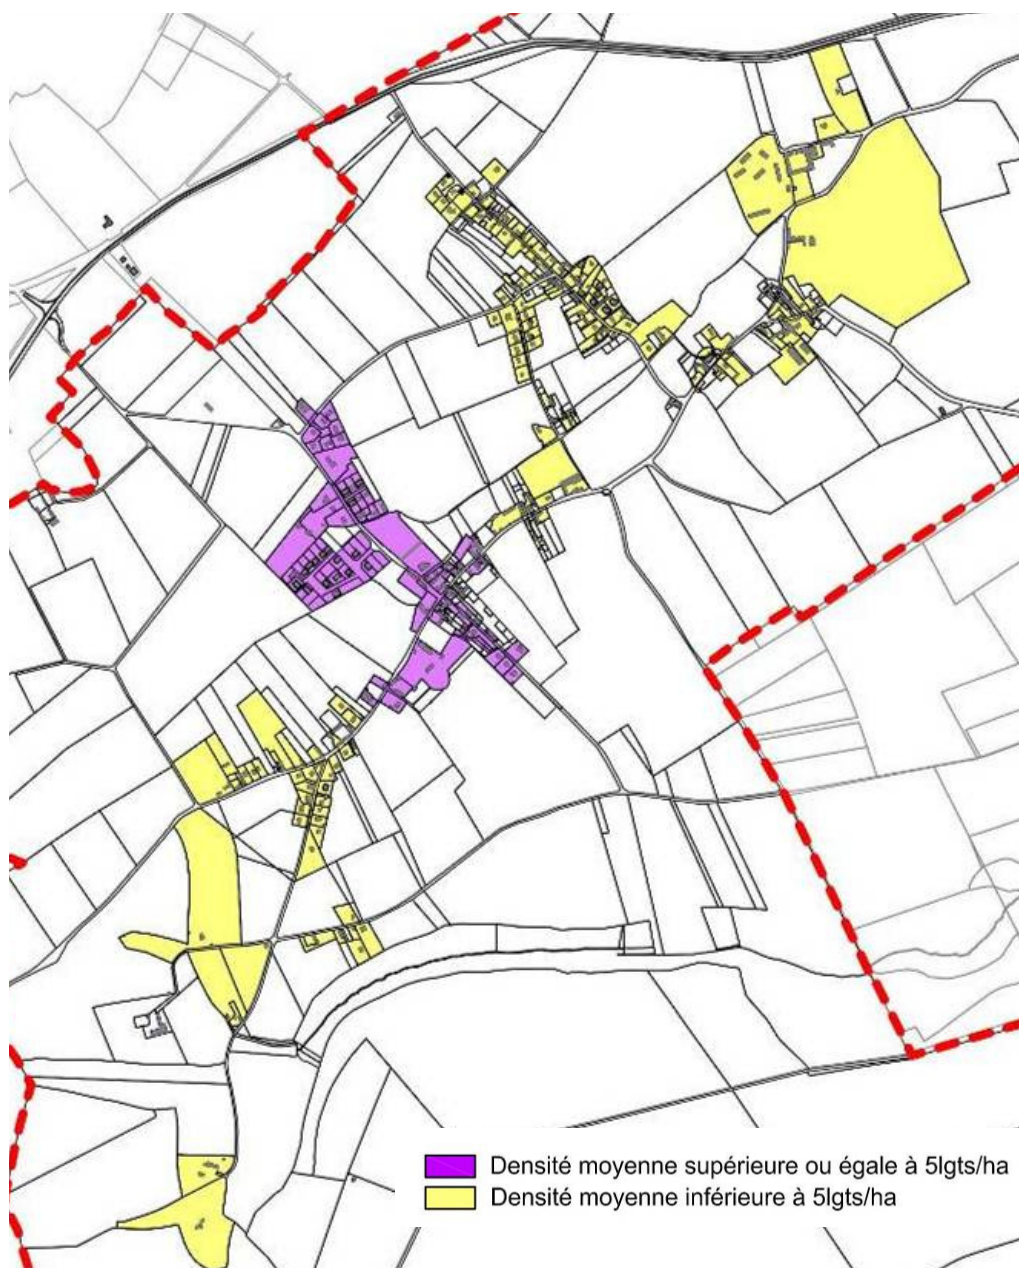 Densité moyenne supérieure ou égale à 5lgts/ha
Densité moyenne inférieure à 5lgts/ha